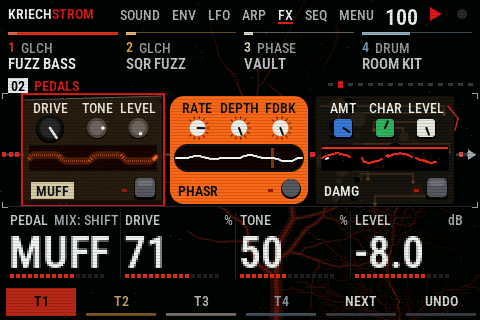 KRIECHSTROM SOUND ENV LFO ARP FX SEQ MENU 100
1 GLCH 2 GLCH 3 PHASE 4 DRUM
FUZZ BASS SQR FUZZ VAULT ROOM KIT
02 PEDALS
DRIVE TONE LEVEL RATE DEPTH FDBK AMT CHAR LEVEL
MUFF PHASR DAMG
PEDAL MIX: SHIFT DRIVE % TONE % LEVEL dB
MUFF 71 50 -8.0
T1 T2 T3 T4 NEXT UNDO